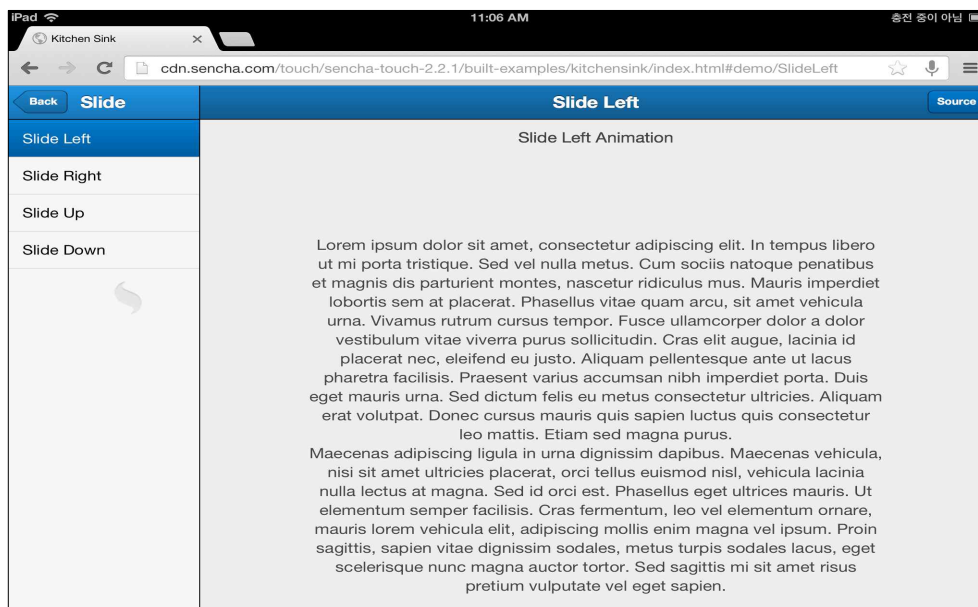 iPad 11:06 AM 충전 중이 아님
Kitchen Sink
cdn.sencha.com/touch/sencha-touch-2.2.1/built-examples/kitchensink/index.html#demo/SlideLeft
Back Slide Slide Left Source
Slide Left
Slide Right
Slide Up
Slide Down
Slide Left Animation
Lorem ipsum dolor sit amet, consectetur adipiscing elit. In tempus libero
ut mi porta tristique. Sed vel nulla metus. Cum sociis natoque penatibus
et magnis dis parturient montes, nascetur ridiculus mus. Mauris imperdiet
lobortis sem at placerat. Phasellus vitae quam arcu, sit amet vehicula
urna. Vivamus rutrum cursus tempor. Fusce ullamcorper dolor a dolor
vestibulum vitae viverra purus sollicitudin. Cras elit augue, lacinia id
placerat nec, eleifend eu justo. Aliquam pellentesque ante ut lacus
pharetra facilisis. Praesent varius accumsan nibh imperdiet porta. Duis
eget mauris urna. Sed dictum felis eu metus consectetur ultricies. Aliquam
erat volutpat. Donec cursus mauris quis sapien luctus quis consectetur
leo mattis. Etiam sed magna purus.
Maecenas adipiscing ligula in urna dignissim dapibus. Maecenas vehicula,
nisi sit amet ultricies placerat, orci tellus euismod nisl, vehicula lacinia
nulla lectus at magna. Sed id orci est. Phasellus eget ultrices mauris. Ut
elementum semper facilisis. Cras fermentum, leo vel elementum ornare,
mauris lorem vehicula elit, adipiscing mollis enim magna vel ipsum. Proin
sagittis, sapien vitae dignissim sodales, metus turpis sodales lacus, eget
scelerisque nunc magna auctor tortor. Sed sagittis mi sit amet risus
pretium vulputate vel eget sapien.